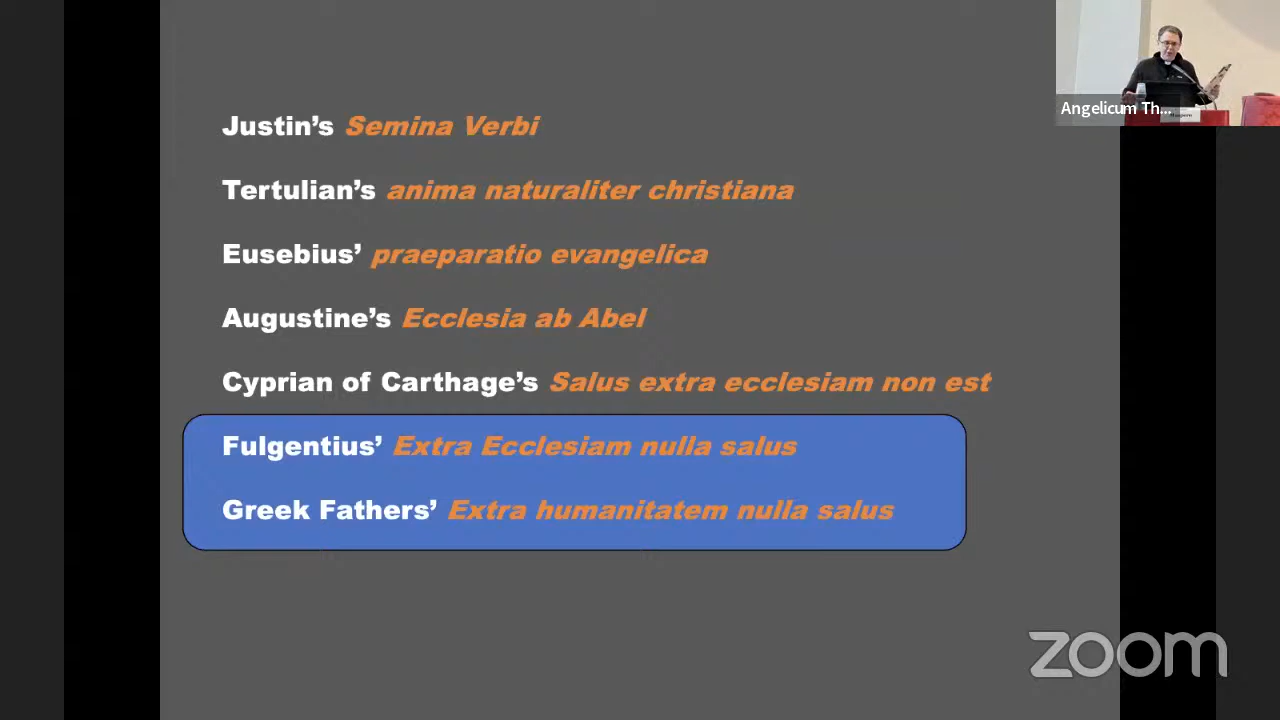 Justin’s Semina Verbi
Tertulian’s anima naturaliter christiana
Eusebius’ praeparatio evangelica
Augustine’s Ecclesia ab Abel
Cyprian of Carthage’s Salus extra ecclesiam non est
Fulgentius’ Extra Ecclesiam nulla salus
Greek Fathers’ Extra humanitatem nulla salus
Angelicum Th...
zoom